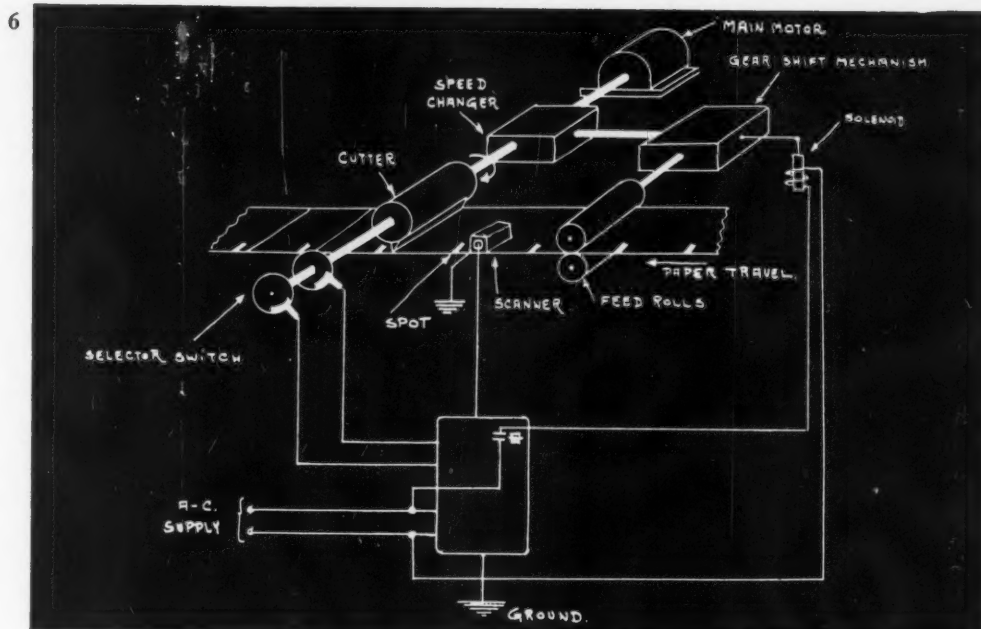 6
MAIN MOTOR
GEAR SHIFT MECHANISM
SPEED
CHANGER
SOLENOID
CUTTER
PAPER TRAVEL.
SCANNER
FEED ROLLS
SPOT
SELECTOR SWITCH
A-C.
SUPPLY
GROUND.